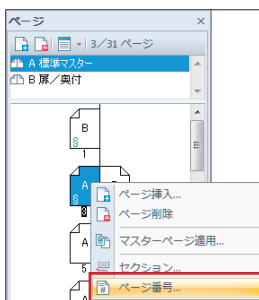 ページ ×
3/31 ページ
A 標準マスター
B 扉／奥付
B
§
1
A
§
ページ挿入...
ページ削除
A
マスターページ適用...
5
セクション...
A
# ページ番号...